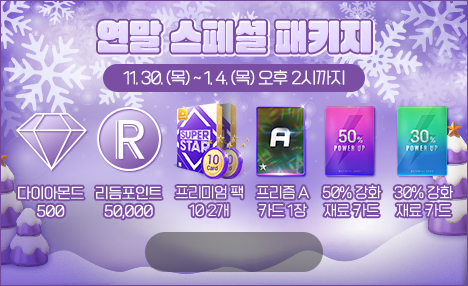 연말 스페셜 패키지
11. 30. (목) ~ 1. 4. (목) 오후 2시까지
R
SUPER STAR
10 Card
A
50%
POWER UP
30%
POWER UP
다이아몬드
500
리듬포인트
50,000
프리미엄 팩
10 2개
프리즘 A
카드 1장
50% 강화
재료 카드
30% 강화
재료 카드